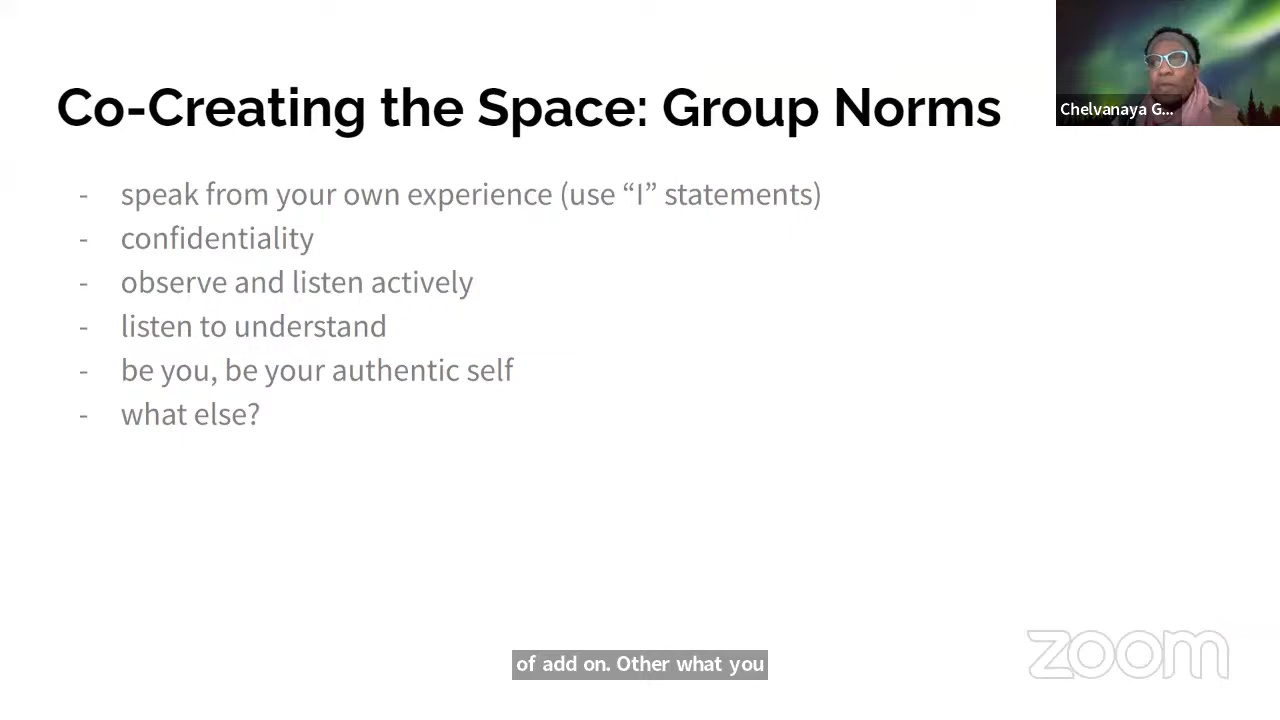 Co-Creating the Space: Group Norms
Chelvanaya G...
- speak from your own experience (use “I” statements)
- confidentiality
- observe and listen actively
- listen to understand
- be you, be your authentic self
- what else?
of add on. Other what you
zoom